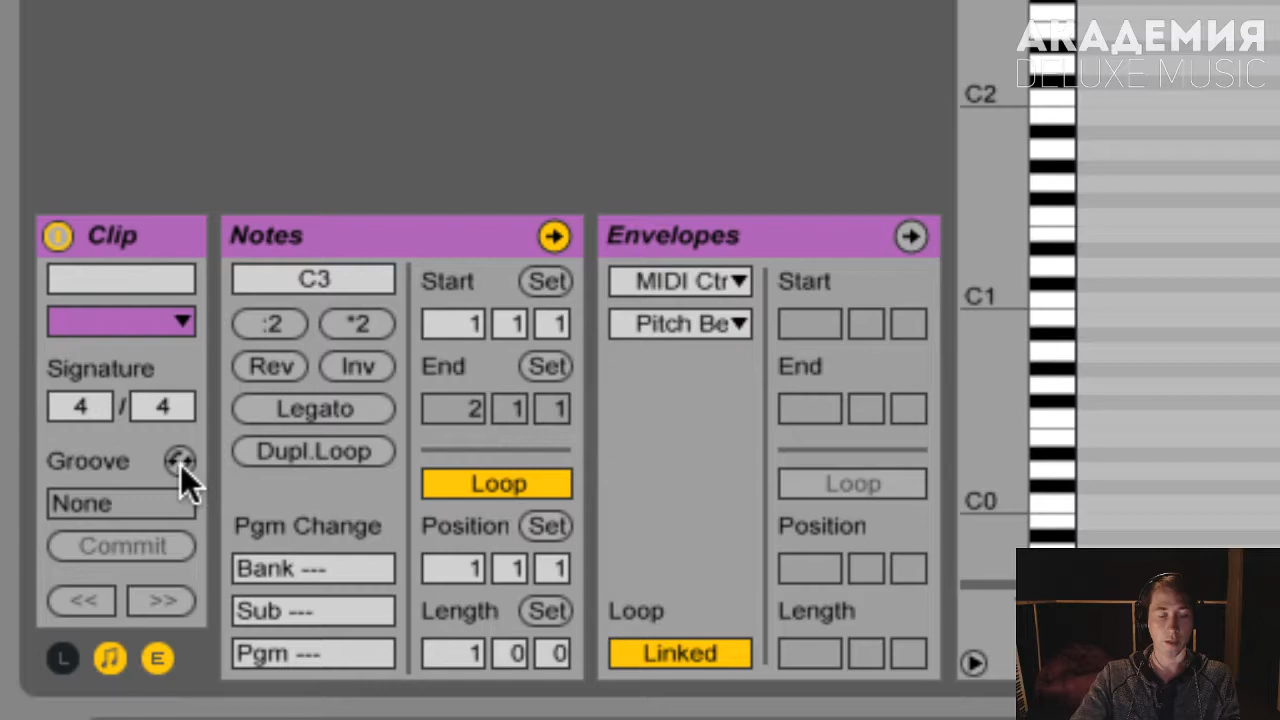 АКАДЕМИЯ
DELUXE MUSIC
C2
C1
C0
Clip
Signature
4 / 4
Groove
None
Commit
<< >>
L E
Notes
C3
:2 *2
Rev Inv
Legato
Dupl.Loop
Pgm Change
Bank ---
Sub ---
Pgm ---
Start Set
1 1 1
End Set
2 1 1
Loop
Position Set
1 1 1
Length Set
1 0 0
Envelopes
MIDI Ctr
Pitch Be
Loop
Linked
Start
End
Loop
Position
Length